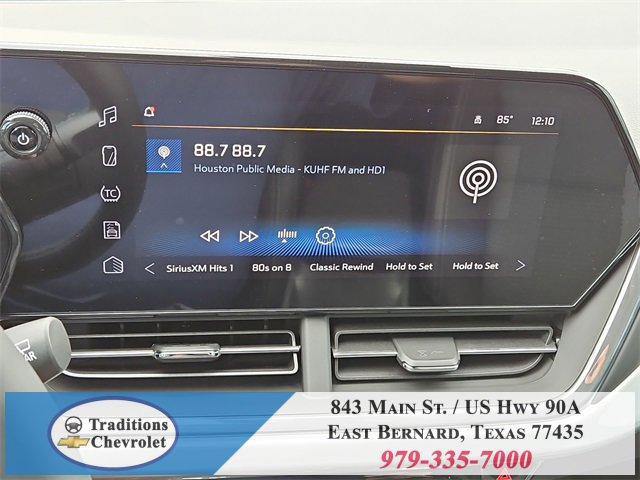 85° 12:10
88.7 88.7
Houston Public Media - KUHF FM and HD1
TC
SiriusXM Hits 1 80s on 8 Classic Rewind Hold to Set Hold to Set
Traditions
Chevrolet
843 Main St. / US Hwy 90A
East Bernard, Texas 77435
979-335-7000